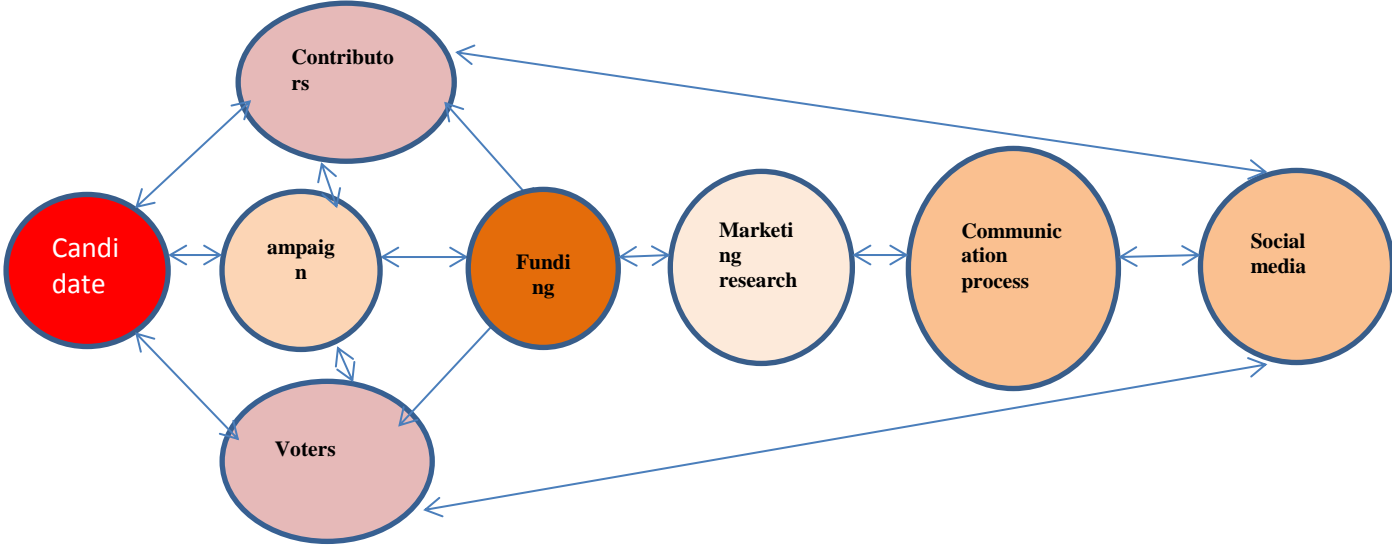 Contributo
rs
Candi
date
ampaig
n
Fundi
ng
Marketi
ng
research
Communic
ation
process
Social
media
Voters